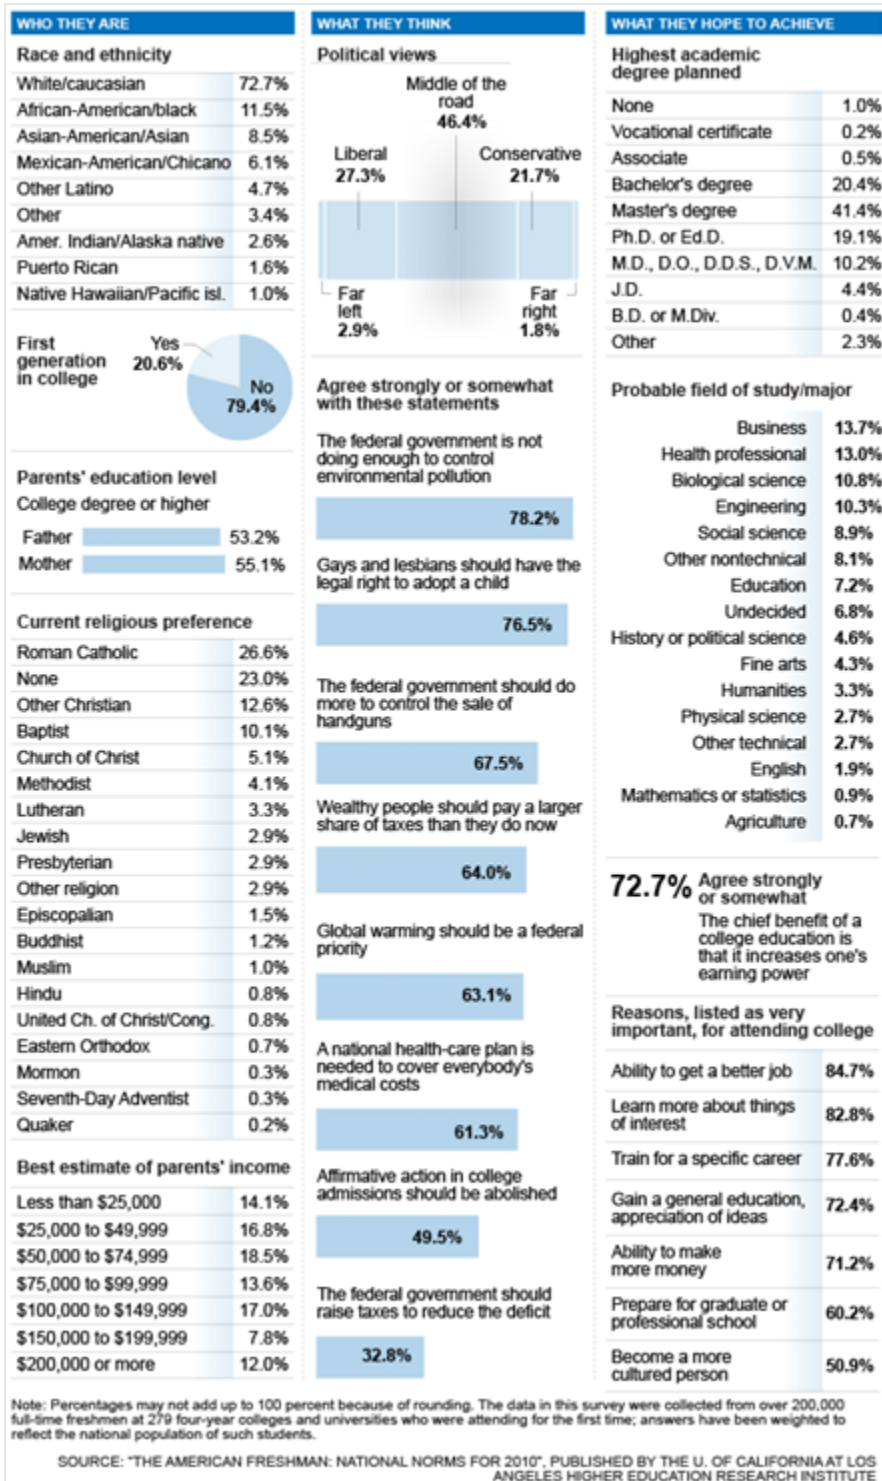 WHO THEY ARE
Race and ethnicity
White/caucasian 72.7%
African-American/black 11.5%
Asian-American/Asian 8.5%
Mexican-American/Chicano 6.1%
Other Latino 4.7%
Other 3.4%
Amer. Indian/Alaska native 2.6%
Puerto Rican 1.6%
Native Hawaiian/Pacific isl. 1.0%
First
generation
in college
Yes
20.6%
No
79.4%
Parents' education level
College degree or higher
Father 53.2%
Mother 55.1%
Current religious preference
Roman Catholic 26.6%
None 23.0%
Other Christian 12.6%
Baptist 10.1%
Church of Christ 5.1%
Methodist 4.1%
Lutheran 3.3%
Jewish 2.9%
Presbyterian 2.9%
Other religion 2.9%
Episcopalian 1.5%
Buddhist 1.2%
Muslim 1.0%
Hindu 0.8%
United Ch. of Christ/Cong. 0.8%
Eastern Orthodox 0.7%
Mormon 0.3%
Seventh-Day Adventist 0.3%
Quaker 0.2%
Best estimate of parents' income
Less than $25,000 14.1%
$25,000 to $49,999 16.8%
$50,000 to $74,999 18.5%
$75,000 to $99,999 13.6%
$100,000 to $149,999 17.0%
$150,000 to $199,999 7.8%
$200,000 or more 12.0%
WHAT THEY THINK
Political views
Middle of the
road
46.4%
Liberal
27.3%
Conservative
21.7%
Far
left
2.9%
Far
right
1.8%
Agree strongly or somewhat
with these statements
The federal government is not
doing enough to control
environmental pollution
78.2%
Gays and lesbians should have the
legal right to adopt a child
76.5%
The federal government should do
more to control the sale of
handguns
67.5%
Wealthy people should pay a larger
share of taxes than they do now
64.0%
Global warming should be a federal
priority
63.1%
A national health-care plan is
needed to cover everybody's
medical costs
61.3%
Affirmative action in college
admissions should be abolished
49.5%
The federal government should
raise taxes to reduce the deficit
32.8%
WHAT THEY HOPE TO ACHIEVE
Highest academic
degree planned
None 1.0%
Vocational certificate 0.2%
Associate 0.5%
Bachelor's degree 20.4%
Master's degree 41.4%
Ph.D. or Ed.D. 19.1%
M.D., D.O., D.D.S., D.V.M. 10.2%
J.D. 4.4%
B.D. or M.Div. 0.4%
Other 2.3%
Probable field of study/major
Business 13.7%
Health professional 13.0%
Biological science 10.8%
Engineering 10.3%
Social science 8.9%
Other nontechnical 8.1%
Education 7.2%
Undecided 6.8%
History or political science 4.6%
Fine arts 4.3%
Humanities 3.3%
Physical science 2.7%
Other technical 2.7%
English 1.9%
Mathematics or statistics 0.9%
Agriculture 0.7%
72.7% Agree strongly
or somewhat
The chief benefit of a
college education is
that it increases one's
earning power
Reasons, listed as very
important, for attending college
Ability to get a better job 84.7%
Learn more about things
of interest 82.8%
Train for a specific career 77.6%
Gain a general education,
appreciation of ideas 72.4%
Ability to make
more money 71.2%
Prepare for graduate or
professional school 60.2%
Become a more
cultured person 50.9%
Note: Percentages may not add up to 100 percent because of rounding. The data in this survey were collected from over 200,000
full-time freshmen at 279 four-year colleges and universities who were attending for the first time; answers have been weighted to
reflect the national population of such students.
SOURCE: "THE AMERICAN FRESHMAN: NATIONAL NORMS FOR 2010", PUBLISHED BY THE U. OF CALIFORNIA AT LOS
ANGELES HIGHER EDUCATION RESEARCH INSTITUTE